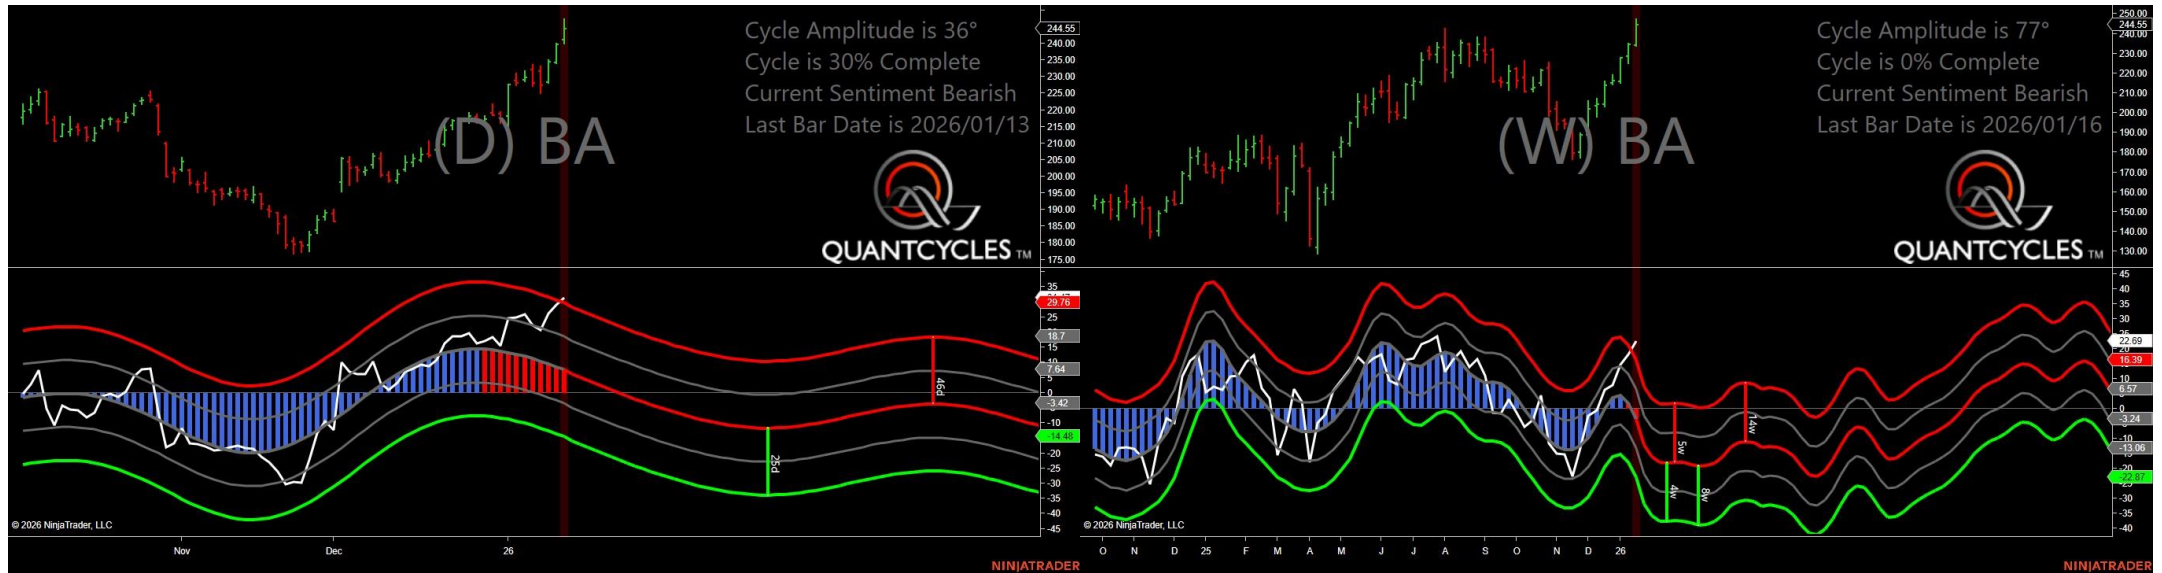 Cycle Amplitude is 36°
Cycle is 30% Complete
Current Sentiment Bearish
Last Bar Date is 2026/01/13
(D) BA
QUANTCYCLES TM
244.55
240.00
235.00
230.00
225.00
220.00
215.00
210.00
205.00
200.00
195.00
190.00
185.00
180.00
175.00
35
29.76
25
18.7
15
10
7.64
5
0
-3.42
-10
-14.48
-20
-25
-30
-35
-40
-45
46d
25d
© 2026 NinjaTrader, LLC
Nov
Dec
26
NINJATRADER
Cycle Amplitude is 77°
Cycle is 0% Complete
Current Sentiment Bearish
Last Bar Date is 2026/01/16
(W) BA
QUANTCYCLES TM
250.00
244.55
240.00
230.00
220.00
210.00
200.00
190.00
180.00
170.00
160.00
150.00
140.00
130.00
45
40
35
30
25
22.69
20
16.39
10
6.57
0
-3.24
-10
-13.06
-20
-22.87
-30
-35
-40
5w
14w
4w
8w
© 2026 NinjaTrader, LLC
O N D 25 F M A M J J A S O N D 26
NINJATRADER